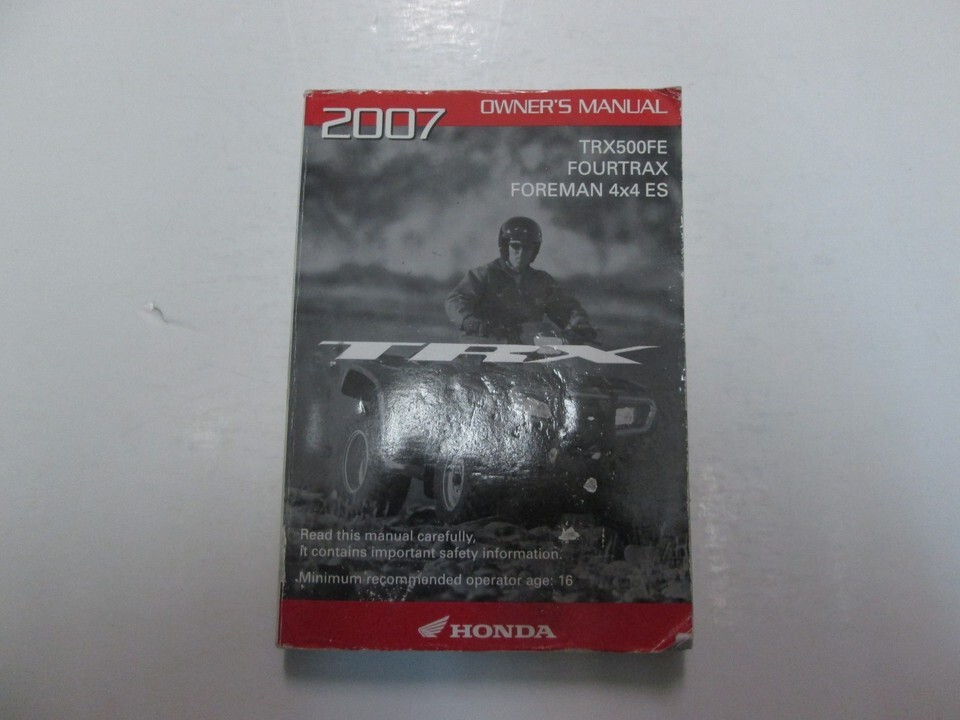 2007
OWNER'S MANUAL
TRX500FE
FOURTRAX
FOREMAN 4x4 ES
TRX
Read this manual carefully,
It contains important safety information.
Minimum recommended operator age: 16
HONDA